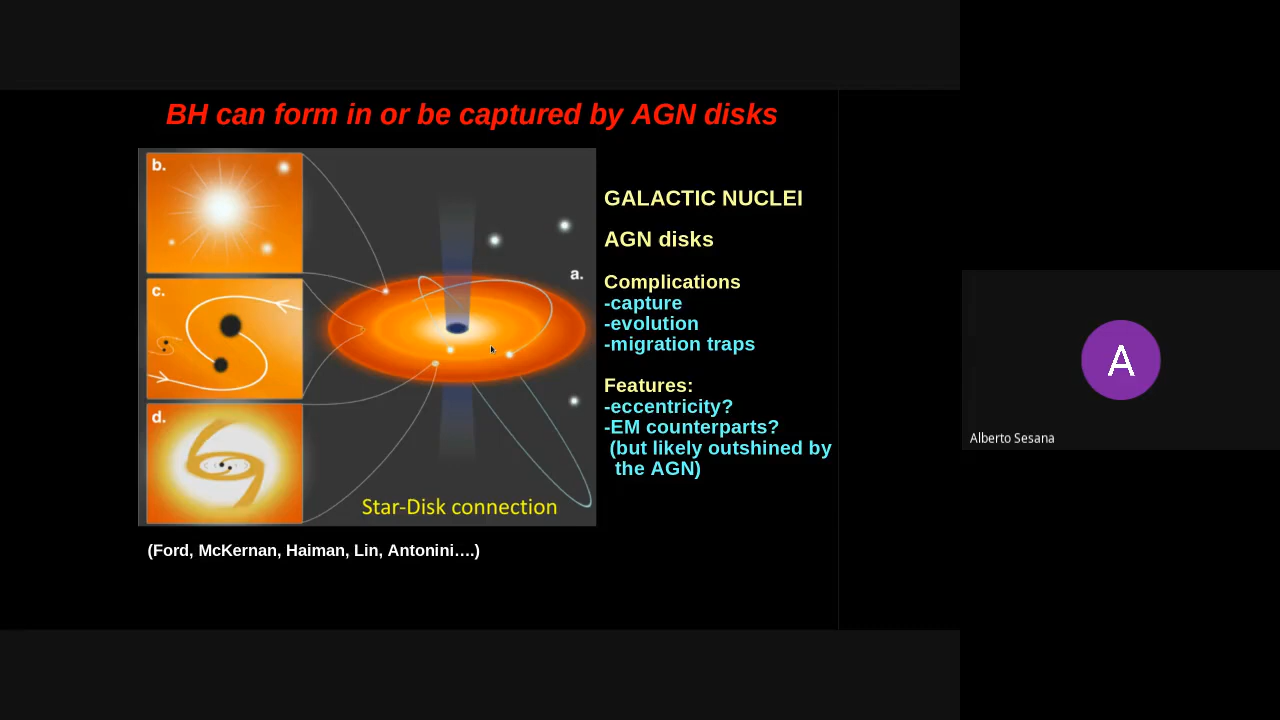 BH can form in or be captured by AGN disks
b.
c.
d.
a.
Star-Disk connection
GALACTIC NUCLEI
AGN disks
Complications
-capture
-evolution
-migration traps
Features:
-eccentricity?
-EM counterparts?
(but likely outshined by
the AGN)
(Ford, McKernan, Haiman, Lin, Antonini….)
A
Alberto Sesana